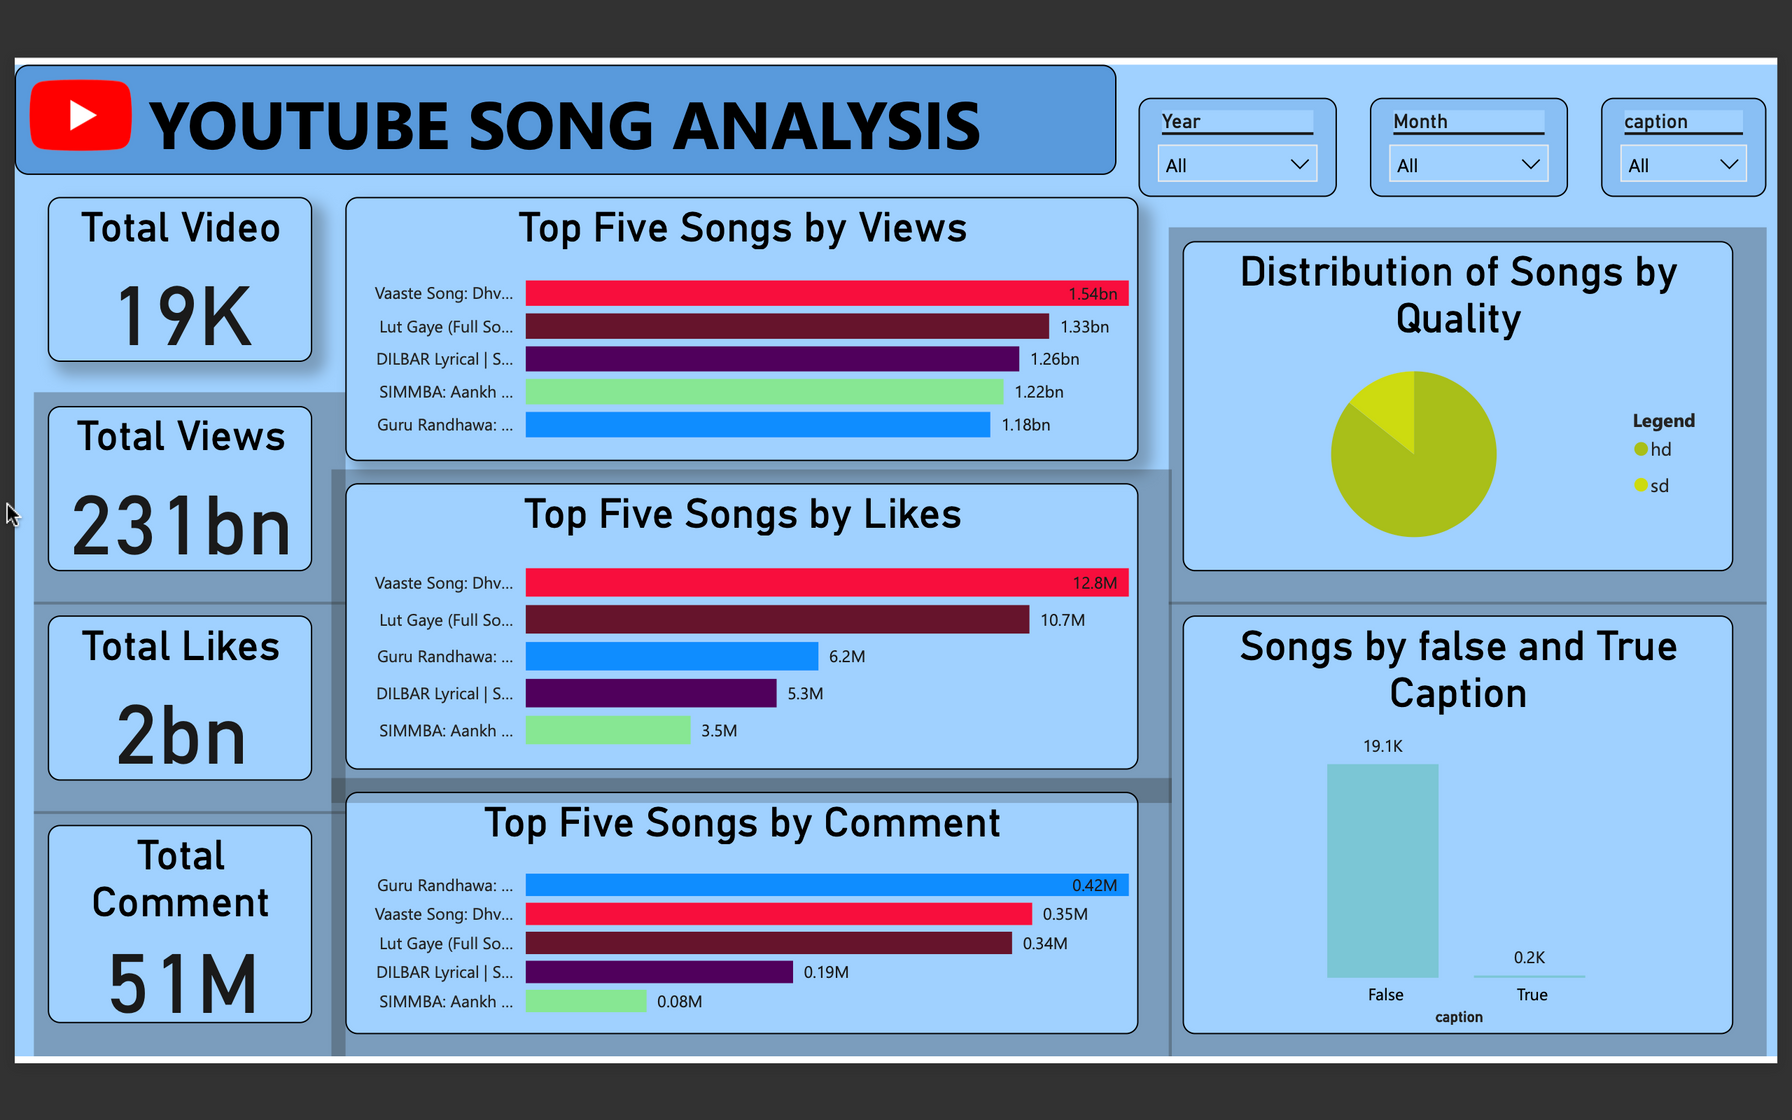 YOUTUBE SONG ANALYSIS
Year
All
Month
All
caption
All
Total Video
19K
Total Views
231bn
Total Likes
2bn
Total
Comment
51M
Top Five Songs by Views
Vaaste Song: Dhv... 1.54bn
Lut Gaye (Full So... 1.33bn
DILBAR Lyrical | S... 1.26bn
SIMMBA: Aankh ... 1.22bn
Guru Randhawa: ... 1.18bn
Top Five Songs by Likes
Vaaste Song: Dhv... 12.8M
Lut Gaye (Full So... 10.7M
Guru Randhawa: ... 6.2M
DILBAR Lyrical | S... 5.3M
SIMMBA: Aankh ... 3.5M
Top Five Songs by Comment
Guru Randhawa: ... 0.42M
Vaaste Song: Dhv... 0.35M
Lut Gaye (Full So... 0.34M
DILBAR Lyrical | S... 0.19M
SIMMBA: Aankh ... 0.08M
Distribution of Songs by
Quality
Legend
hd
sd
Songs by false and True
Caption
19.1K
0.2K
False True
caption